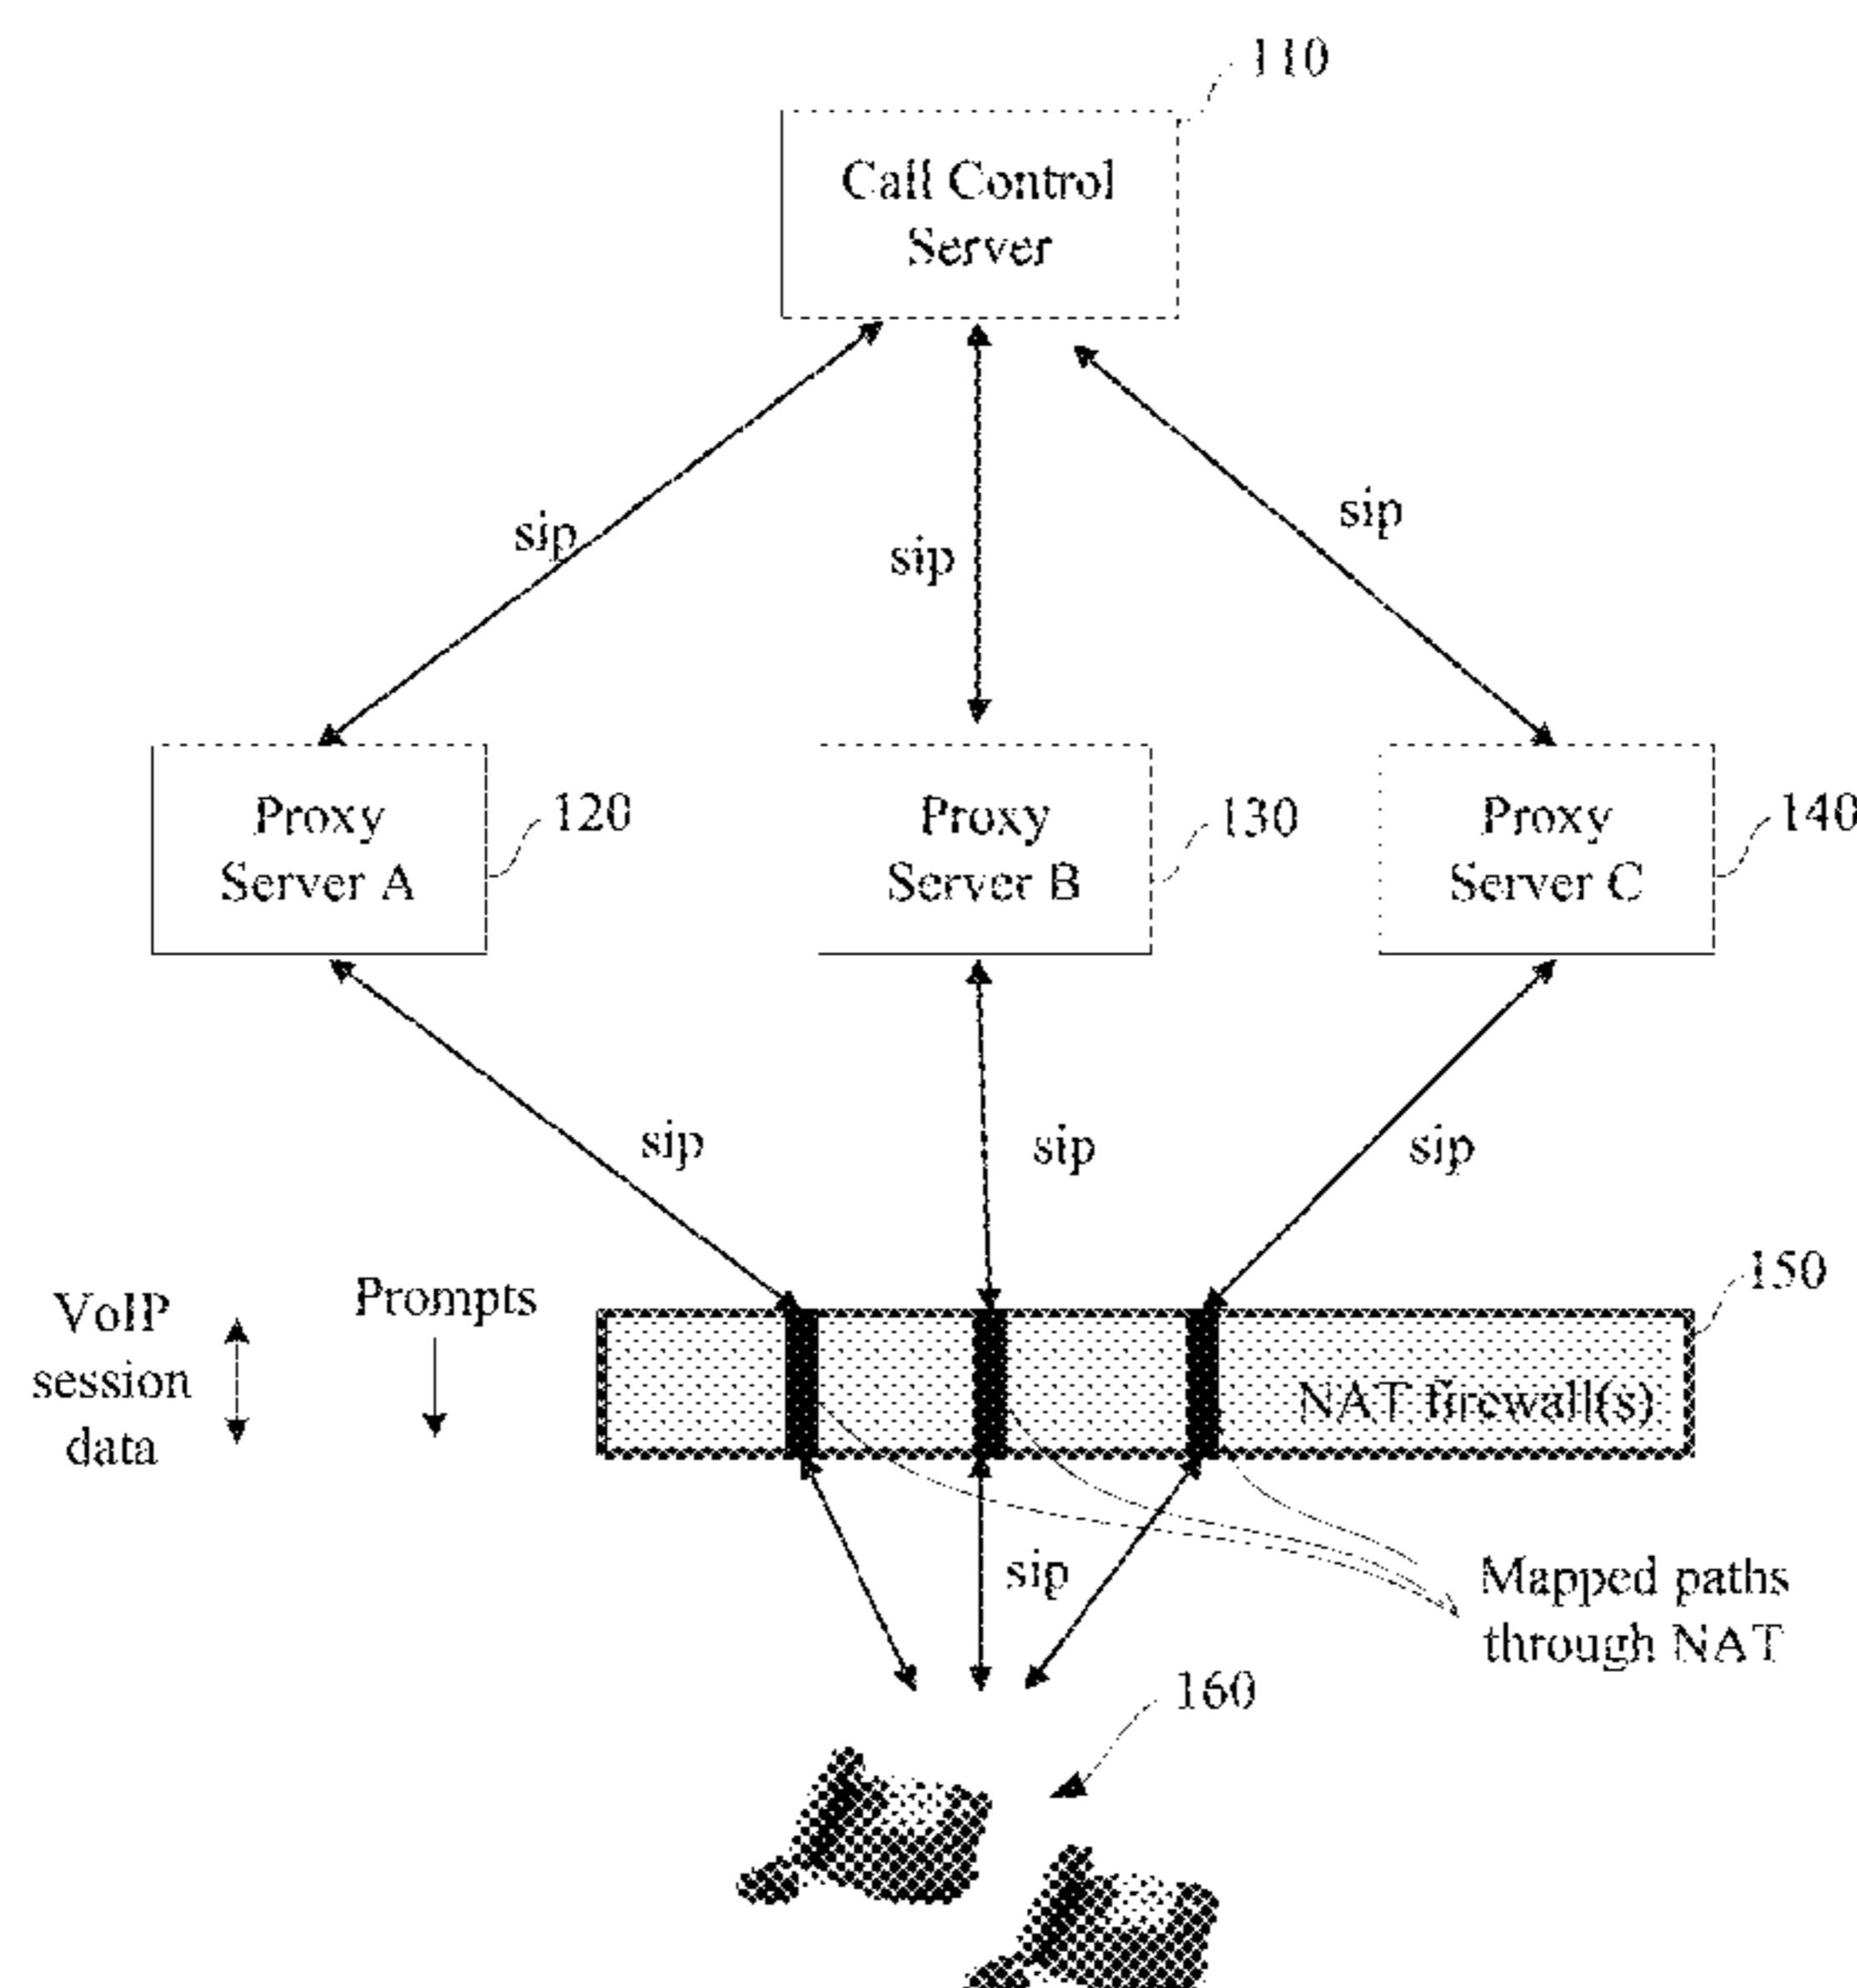 110
Call Control
Server
sip
sip
sip
Proxy
Server A
120
Proxy
Server B
130
Proxy
Server C
140
sip
sip
sip
VoIP
session
data
Prompts
150
NAT firewall(s)
sip
Mapped paths
through NAT
160